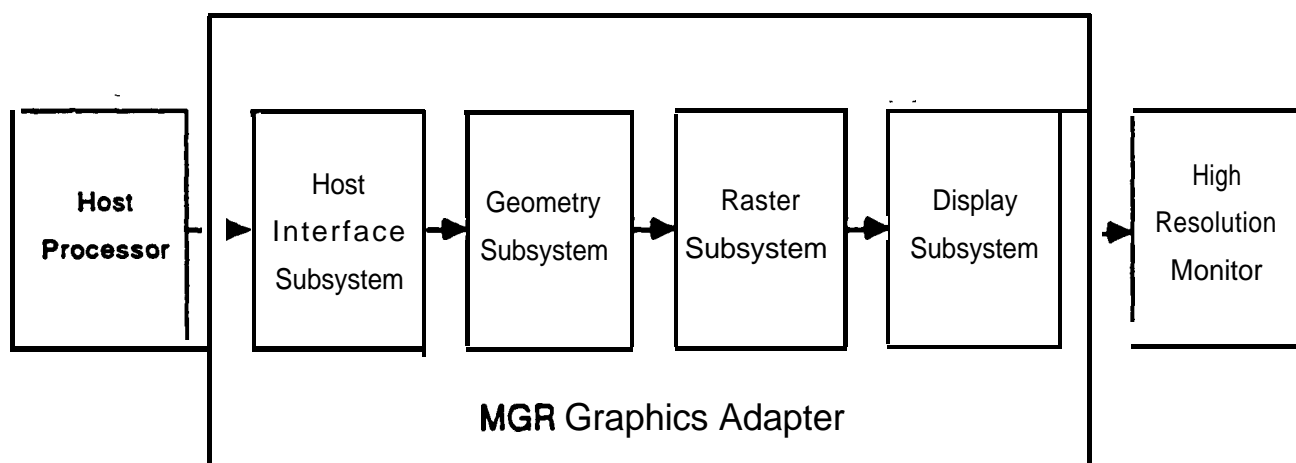 Host
Processor
Host
Interface
Subsystem
Geometry
Subsystem
Raster
Subsystem
Display
Subsystem
High
Resolution
Monitor
MGR Graphics Adapter